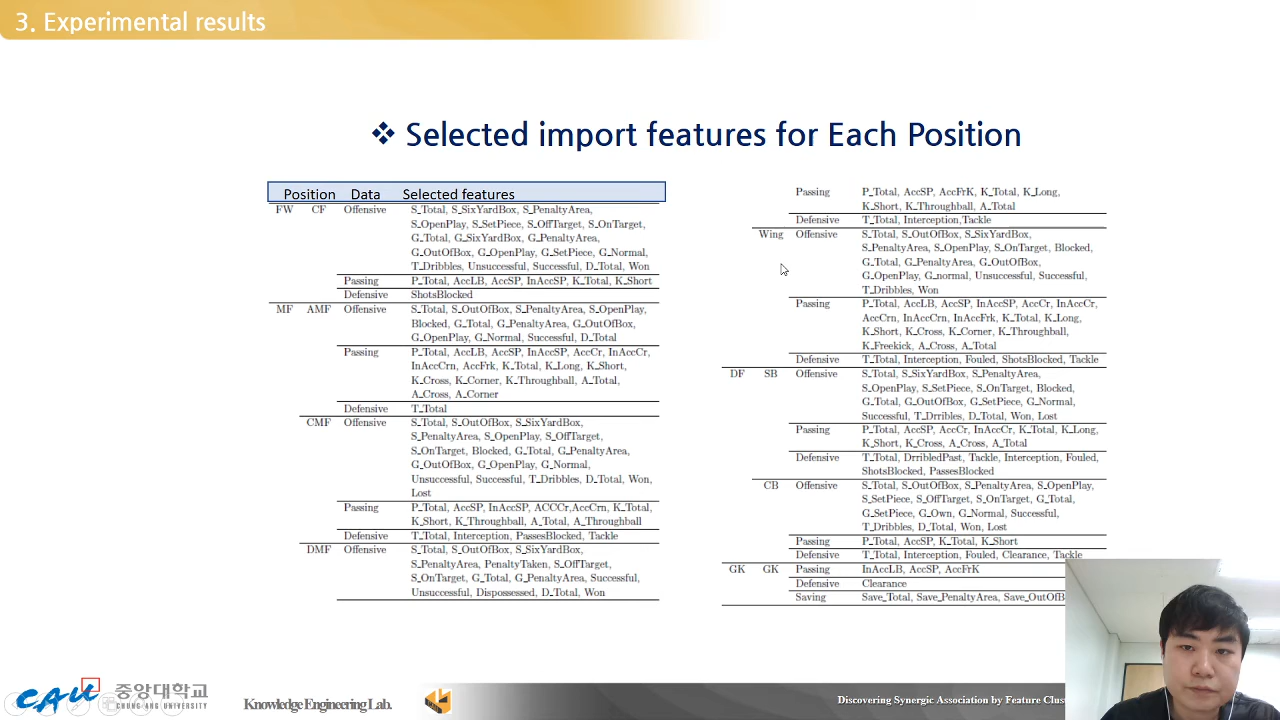 3. Experimental results
❖ Selected import features for Each Position
Position Data Selected features
FW CF Offensive S_Total, S_SixYardBox, S_PenaltyArea,
S_OpenPlay, S_SetPiece, S_OffTarget, S_OnTarget,
G_Total, G_SixYardBox, G_PenaltyArea,
G_OutOfBox, G_OpenPlay, G_SetPiece, G_Normal,
T_Dribbles, Unsuccessful, Successful, D_Total, Won
Passing P_Total, AccLB, AccSP, InAccSP, K_Total, K_Short
Defensive ShotsBlocked
MF AMF Offensive S_Total, S_OutOfBox, S_PenaltyArea, S_OpenPlay,
Blocked, G_Total, G_PenaltyArea, G_OutOfBox,
G_OpenPlay, G_Normal, Successful, D_Total
Passing P_Total, AccLB, AccSP, InAccSP, AccCr, InAccCr,
InAccCrn, AccFrk, K_Total, K_Long, K_Short,
K_Cross, K_Corner, K_Throughball, A_Total,
A_Cross, A_Corner
Defensive T_Total
CMF Offensive S_Total, S_OutOfBox, S_SixYardBox,
S_PenaltyArea, S_OpenPlay, S_OffTarget,
S_OnTarget, Blocked, G_Total, G_PenaltyArea,
G_OutOfBox, G_OpenPlay, G_Normal,
Unsuccessful, Successful, T_Dribbles, D_Total, Won,
Lost
Passing P_Total, AccSP, InAccSP, ACCCr,AccCrn, K_Total,
K_Short, K_Throughball, A_Total, A_Throughball
Defensive T_Total, Interception, PassesBlocked, Tackle
DMF Offensive S_Total, S_OutOfBox, S_SixYardBox,
S_PenaltyArea, PenaltyTaken, S_OffTarget,
S_OnTarget, G_Total, G_PenaltyArea, Successful,
Unsuccessful, Dispossessed, D_Total, Won
Passing P_Total, AccSP, AccFrK, K_Total, K_Long,
K_Short, K_Throughball, A_Total
Defensive T_Total, Interception,Tackle
Wing Offensive S_Total, S_OutOfBox, S_SixYardBox,
S_PenaltyArea, S_OpenPlay, S_OnTarget, Blocked,
G_Total, G_PenaltyArea, G_OutOfBox,
G_OpenPlay, G_normal, Unsuccessful, Successful,
T_Dribbles, Won
Passing P_Total, AccLB, AccSP, InAccSP, AccCr, InAccCr,
AccCrn, InAccCrn, InAccFrk, K_Total, K_Long,
K_Short, K_Cross, K_Corner, K_Throughball,
K_Freekick, A_Cross, A_Total
Defensive T_Total, Interception, Fouled, ShotsBlocked, Tackle
DF SB Offensive S_Total, S_SixYardBox, S_PenaltyArea,
S_OpenPlay, S_SetPiece, S_OnTarget, Blocked,
G_Total, G_OutOfBox, G_SetPiece, G_Normal,
Successful, T_Drribles, D_Total, Won, Lost
Passing P_Total, AccSP, AccCr, InAccCr, K_Total, K_Long,
K_Short, K_Cross, A_Cross, A_Total
Defensive T_Total, DrribledPast, Tackle, Interception, Fouled,
ShotsBlocked, PassesBlocked
CB Offensive S_Total, S_OutOfBox, S_PenaltyArea, S_OpenPlay,
S_SetPiece, S_OffTarget, S_OnTarget, G_Total,
G_SetPiece, G_Own, G_Normal, Successful,
T_Dribbles, D_Total, Won, Lost
Passing P_Total, AccSP, K_Total, K_Short
Defensive T_Total, Interception, Fouled, Clearance, Tackle
GK GK Passing InAccLB, AccSP, AccFrK
Defensive Clearance
Saving Save_Total, Save_PenaltyArea, Save_OutOfB
CAU 중앙대학교
CHUNG-ANG UNIVERSITY
Knowledge Engineering Lab.
Discovering Synergic Association by Feature Clus